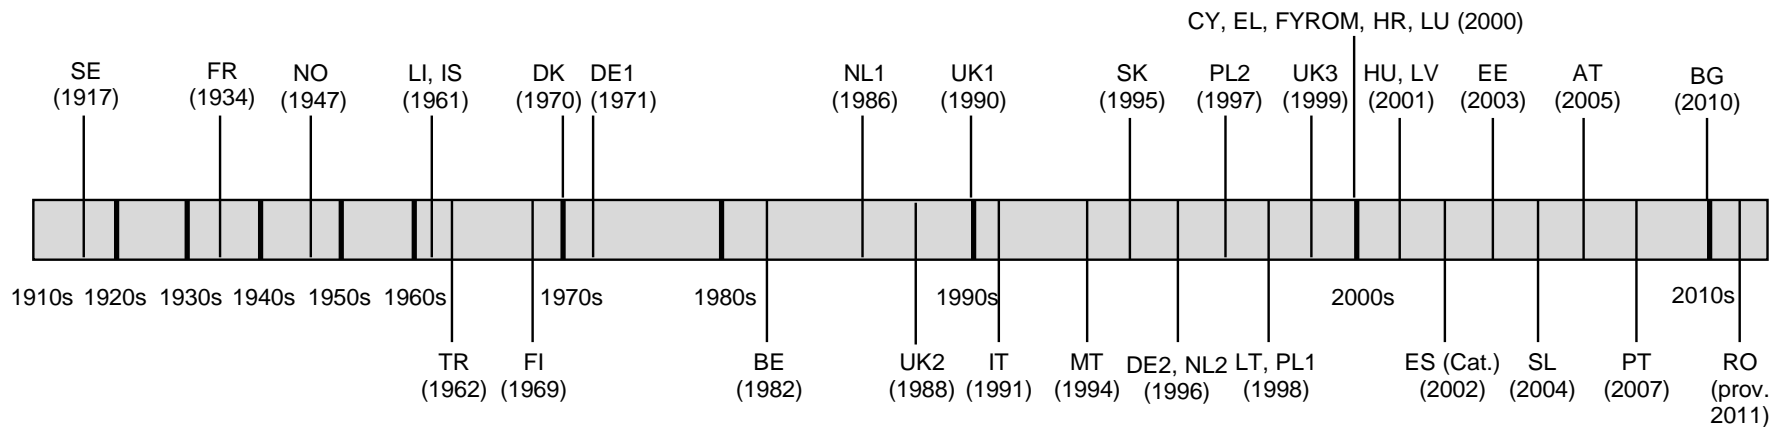 CY, EL, FYROM, HR, LU (2000)
SE
(1917)
FR
(1934)
NO
(1947)
LI, IS
(1961)
DK
(1970)
DE1
(1971)
NL1
(1986)
UK1
(1990)
SK
(1995)
PL2
(1997)
UK3
(1999)
HU, LV
(2001)
EE
(2003)
AT
(2005)
BG
(2010)
1910s 1920s 1930s 1940s 1950s 1960s 1970s 1980s 1990s 2000s 2010s
TR
(1962)
FI
(1969)
BE
(1982)
UK2
(1988)
IT
(1991)
MT
(1994)
DE2, NL2
(1996)
LT, PL1
(1998)
ES (Cat.)
(2002)
SL
(2004)
PT
(2007)
RO
(prov.
2011)